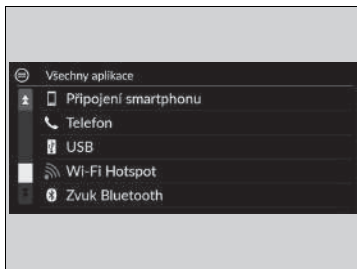 Všechny aplikace
Připojení smartphonu
Telefon
USB
Wi-Fi Hotspot
Zvuk Bluetooth